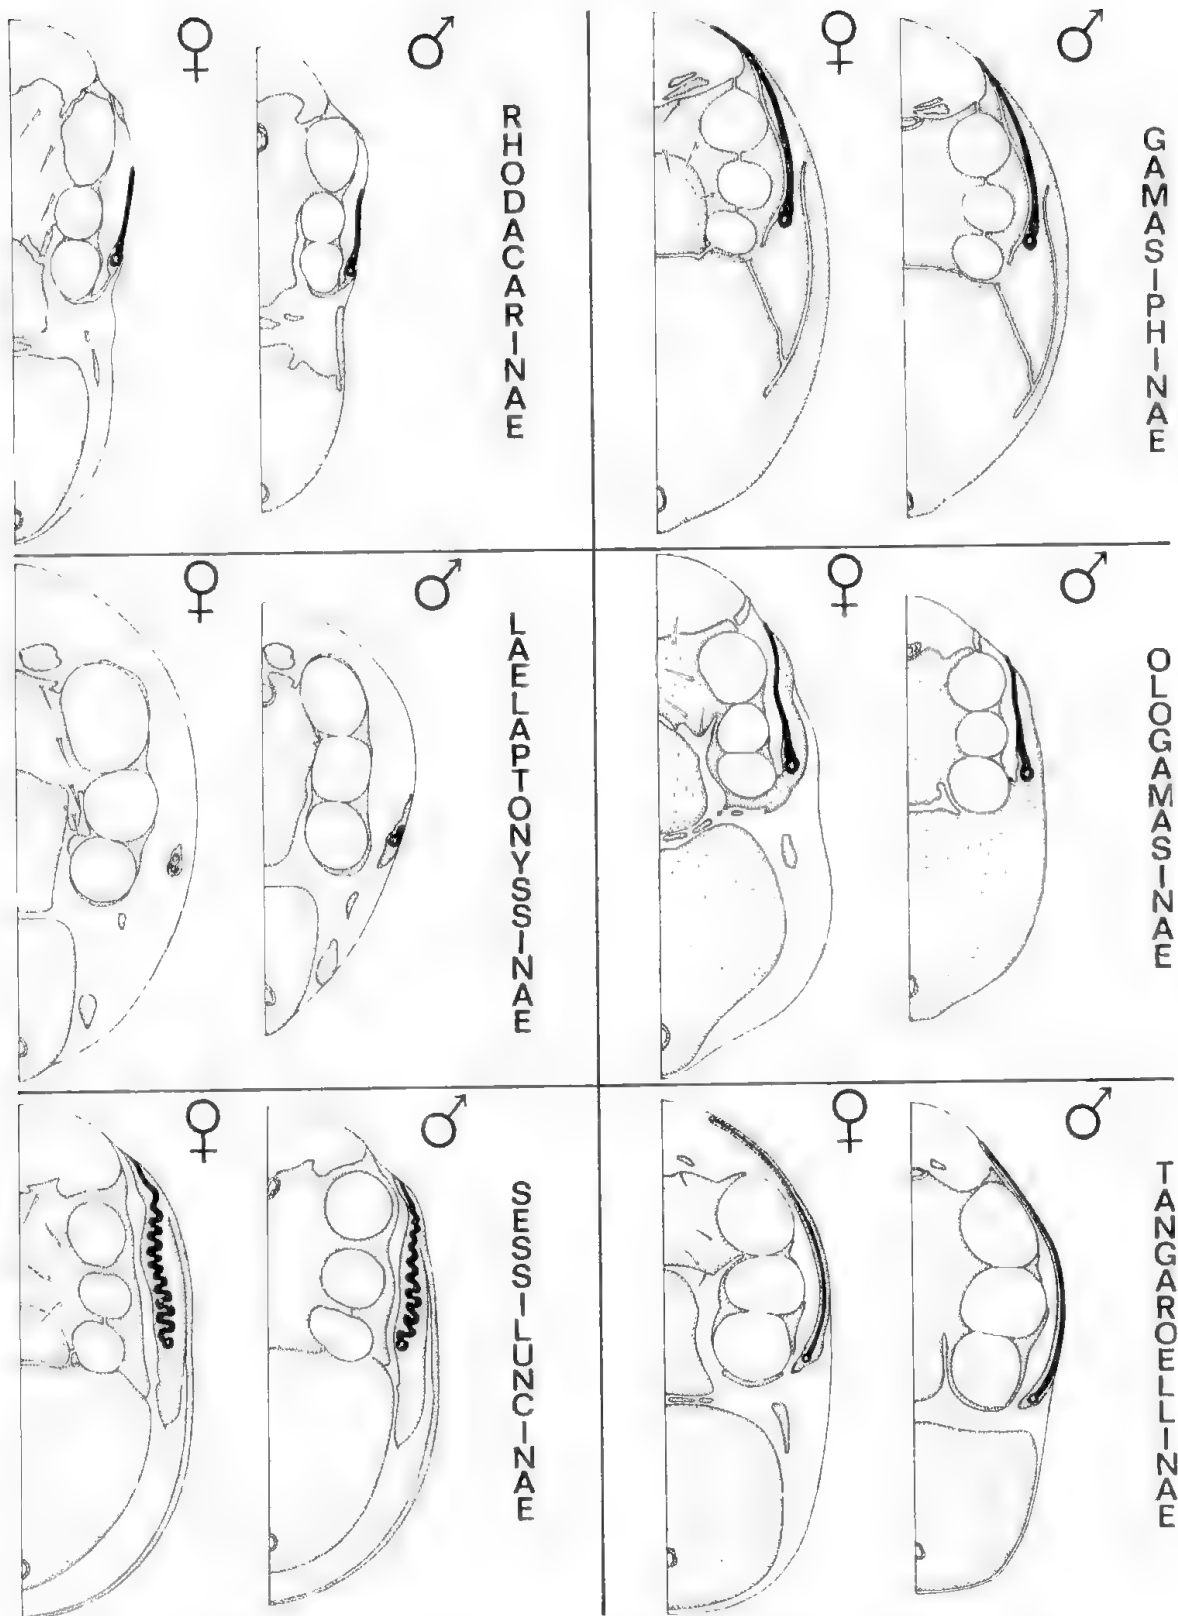 ♀ ♂
RHODACARINAE
♀ ♂
GAMASIPHINAE
♀ ♂
LAELAPTONYSSINAE
♀ ♂
OLOGAMASINAE
♀ ♂
SESSILUNCINAE
♀ ♂
TANGAROELLINAE